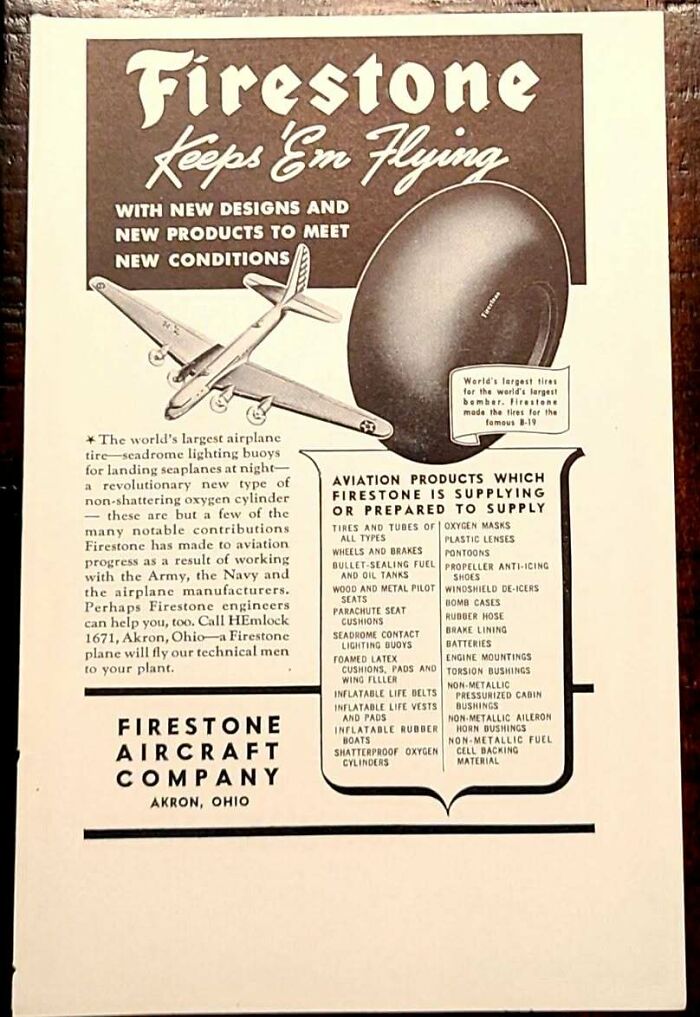 Firestone
Keeps 'Em Flying
WITH NEW DESIGNS AND
NEW PRODUCTS TO MEET
NEW CONDITIONS
Firestone
World's largest tires
for the world's largest
bomber. Firestone
made the tires for the
famous B-19
★ The world's largest airplane
tire—seadrome lighting buoys
for landing seaplanes at night—
a revolutionary new type of
non-shattering oxygen cylinder
— these are but a few of the
many notable contributions
Firestone has made to aviation
progress as a result of working
with the Army, the Navy and
the airplane manufacturers.
Perhaps Firestone engineers
can help you, too. Call HEmlock
1671, Akron, Ohio—a Firestone
plane will fly our technical men
to your plant.
AVIATION PRODUCTS WHICH
FIRESTONE IS SUPPLYING
OR PREPARED TO SUPPLY
TIRES AND TUBES OF
ALL TYPES
WHEELS AND BRAKES
BULLET-SEALING FUEL
AND OIL TANKS
WOOD AND METAL PILOT
SEATS
PARACHUTE SEAT
CUSHIONS
SEADROME CONTACT
LIGHTING BUOYS
FOAMED LATEX
CUSHIONS, PADS AND
WING FLLER
INFLATABLE LIFE BELTS
INFLATABLE LIFE VESTS
AND PADS
INFLATABLE RUBBER
BOATS
SHATTERPROOF OXYGEN
CYLINDERS
OXYGEN MASKS
PLASTIC LENSES
PONTOONS
PROPELLER ANTI-ICING
SHOES
WINDSHIELD DE-ICERS
BOMB CASES
RUBBER HOSE
BRAKE LINING
BATTERIES
ENGINE MOUNTINGS
TORSION BUSHINGS
NON-METALLIC
PRESSURIZED CABIN
BUSHINGS
NON-METALLIC AILERON
HORN BUSHINGS
NON-METALLIC FUEL
CELL BACKING
MATERIAL
FIRESTONE
AIRCRAFT
COMPANY
AKRON, OHIO